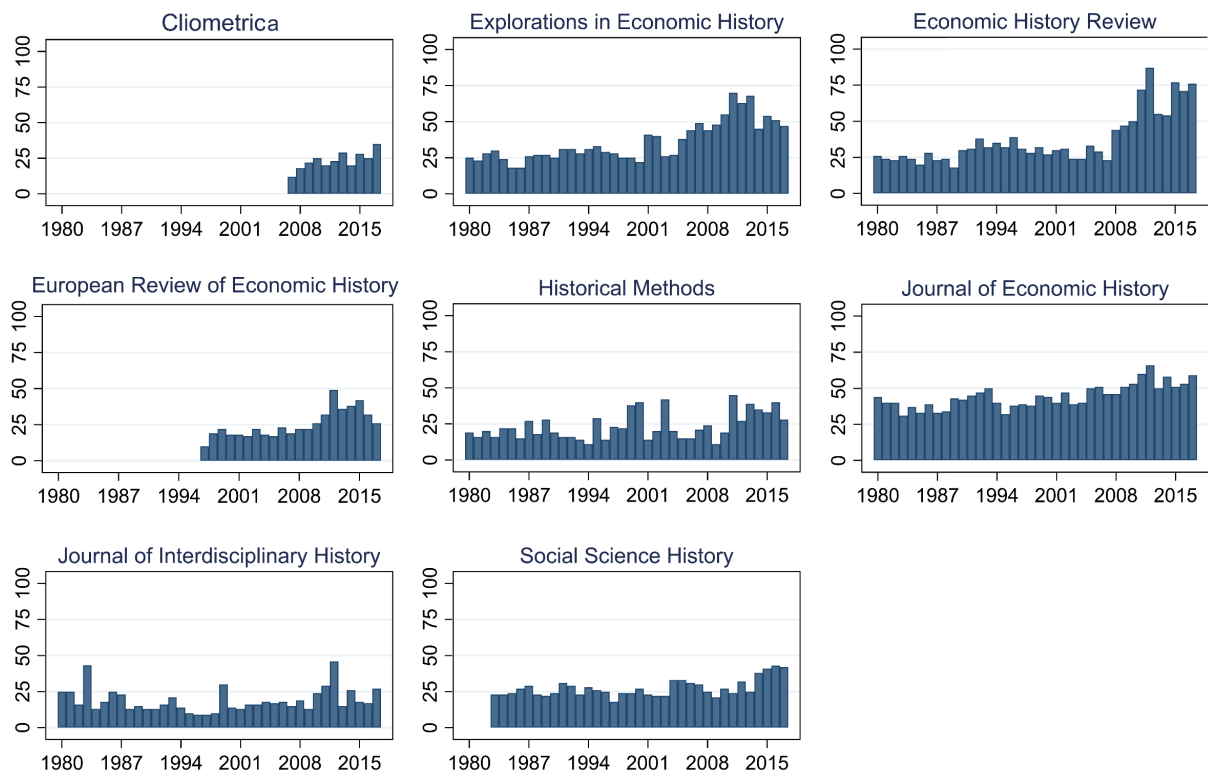 Cliometrica
100
75
50
25
0
1980 1987 1994 2001 2008 2015
Explorations in Economic History
100
75
50
25
0
1980 1987 1994 2001 2008 2015
Economic History Review
100
75
50
25
0
1980 1987 1994 2001 2008 2015
European Review of Economic History
100
75
50
25
0
1980 1987 1994 2001 2008 2015
Historical Methods
100
75
50
25
0
1980 1987 1994 2001 2008 2015
Journal of Economic History
100
75
50
25
0
1980 1987 1994 2001 2008 2015
Journal of Interdisciplinary History
100
75
50
25
0
1980 1987 1994 2001 2008 2015
Social Science History
100
75
50
25
0
1980 1987 1994 2001 2008 2015